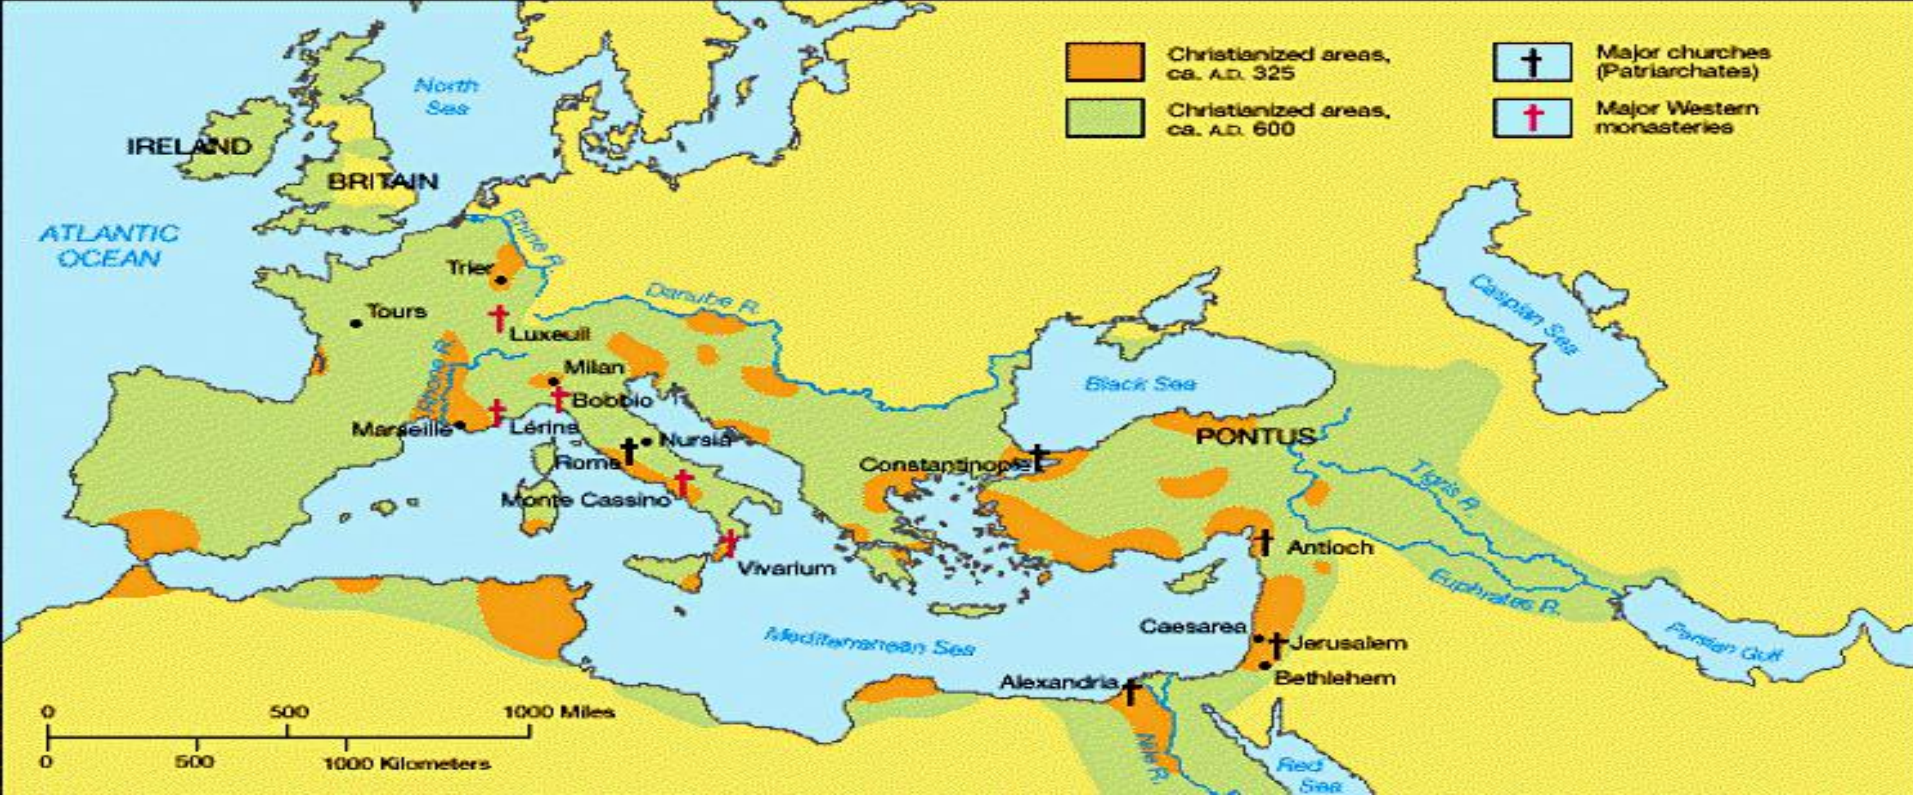 Christianized areas,
ca. A.D. 325
Christianized areas,
ca. A.D. 600
Major churches
(Patriarchates)
Major Western
monasteries
North
Sea
IRELAND
BRITAIN
ATLANTIC
OCEAN
Rhine R.
Trier
Tours
Luxeuil
Danube R.
Caspian Sea
Rhone R.
Milan
Bobbio
Black Sea
Marseille
Lérins
Nursia
PONTUS
Rome
Constantinople
Monte Cassino
Tigris R.
Vivarium
Antioch
Euphrates R.
Mediterranean Sea
Caesarea
Jerusalem
Persian Gulf
Alexandria
Bethlehem
Nile R.
Red
Sea
0 500 1000 Miles
0 500 1000 Kilometers